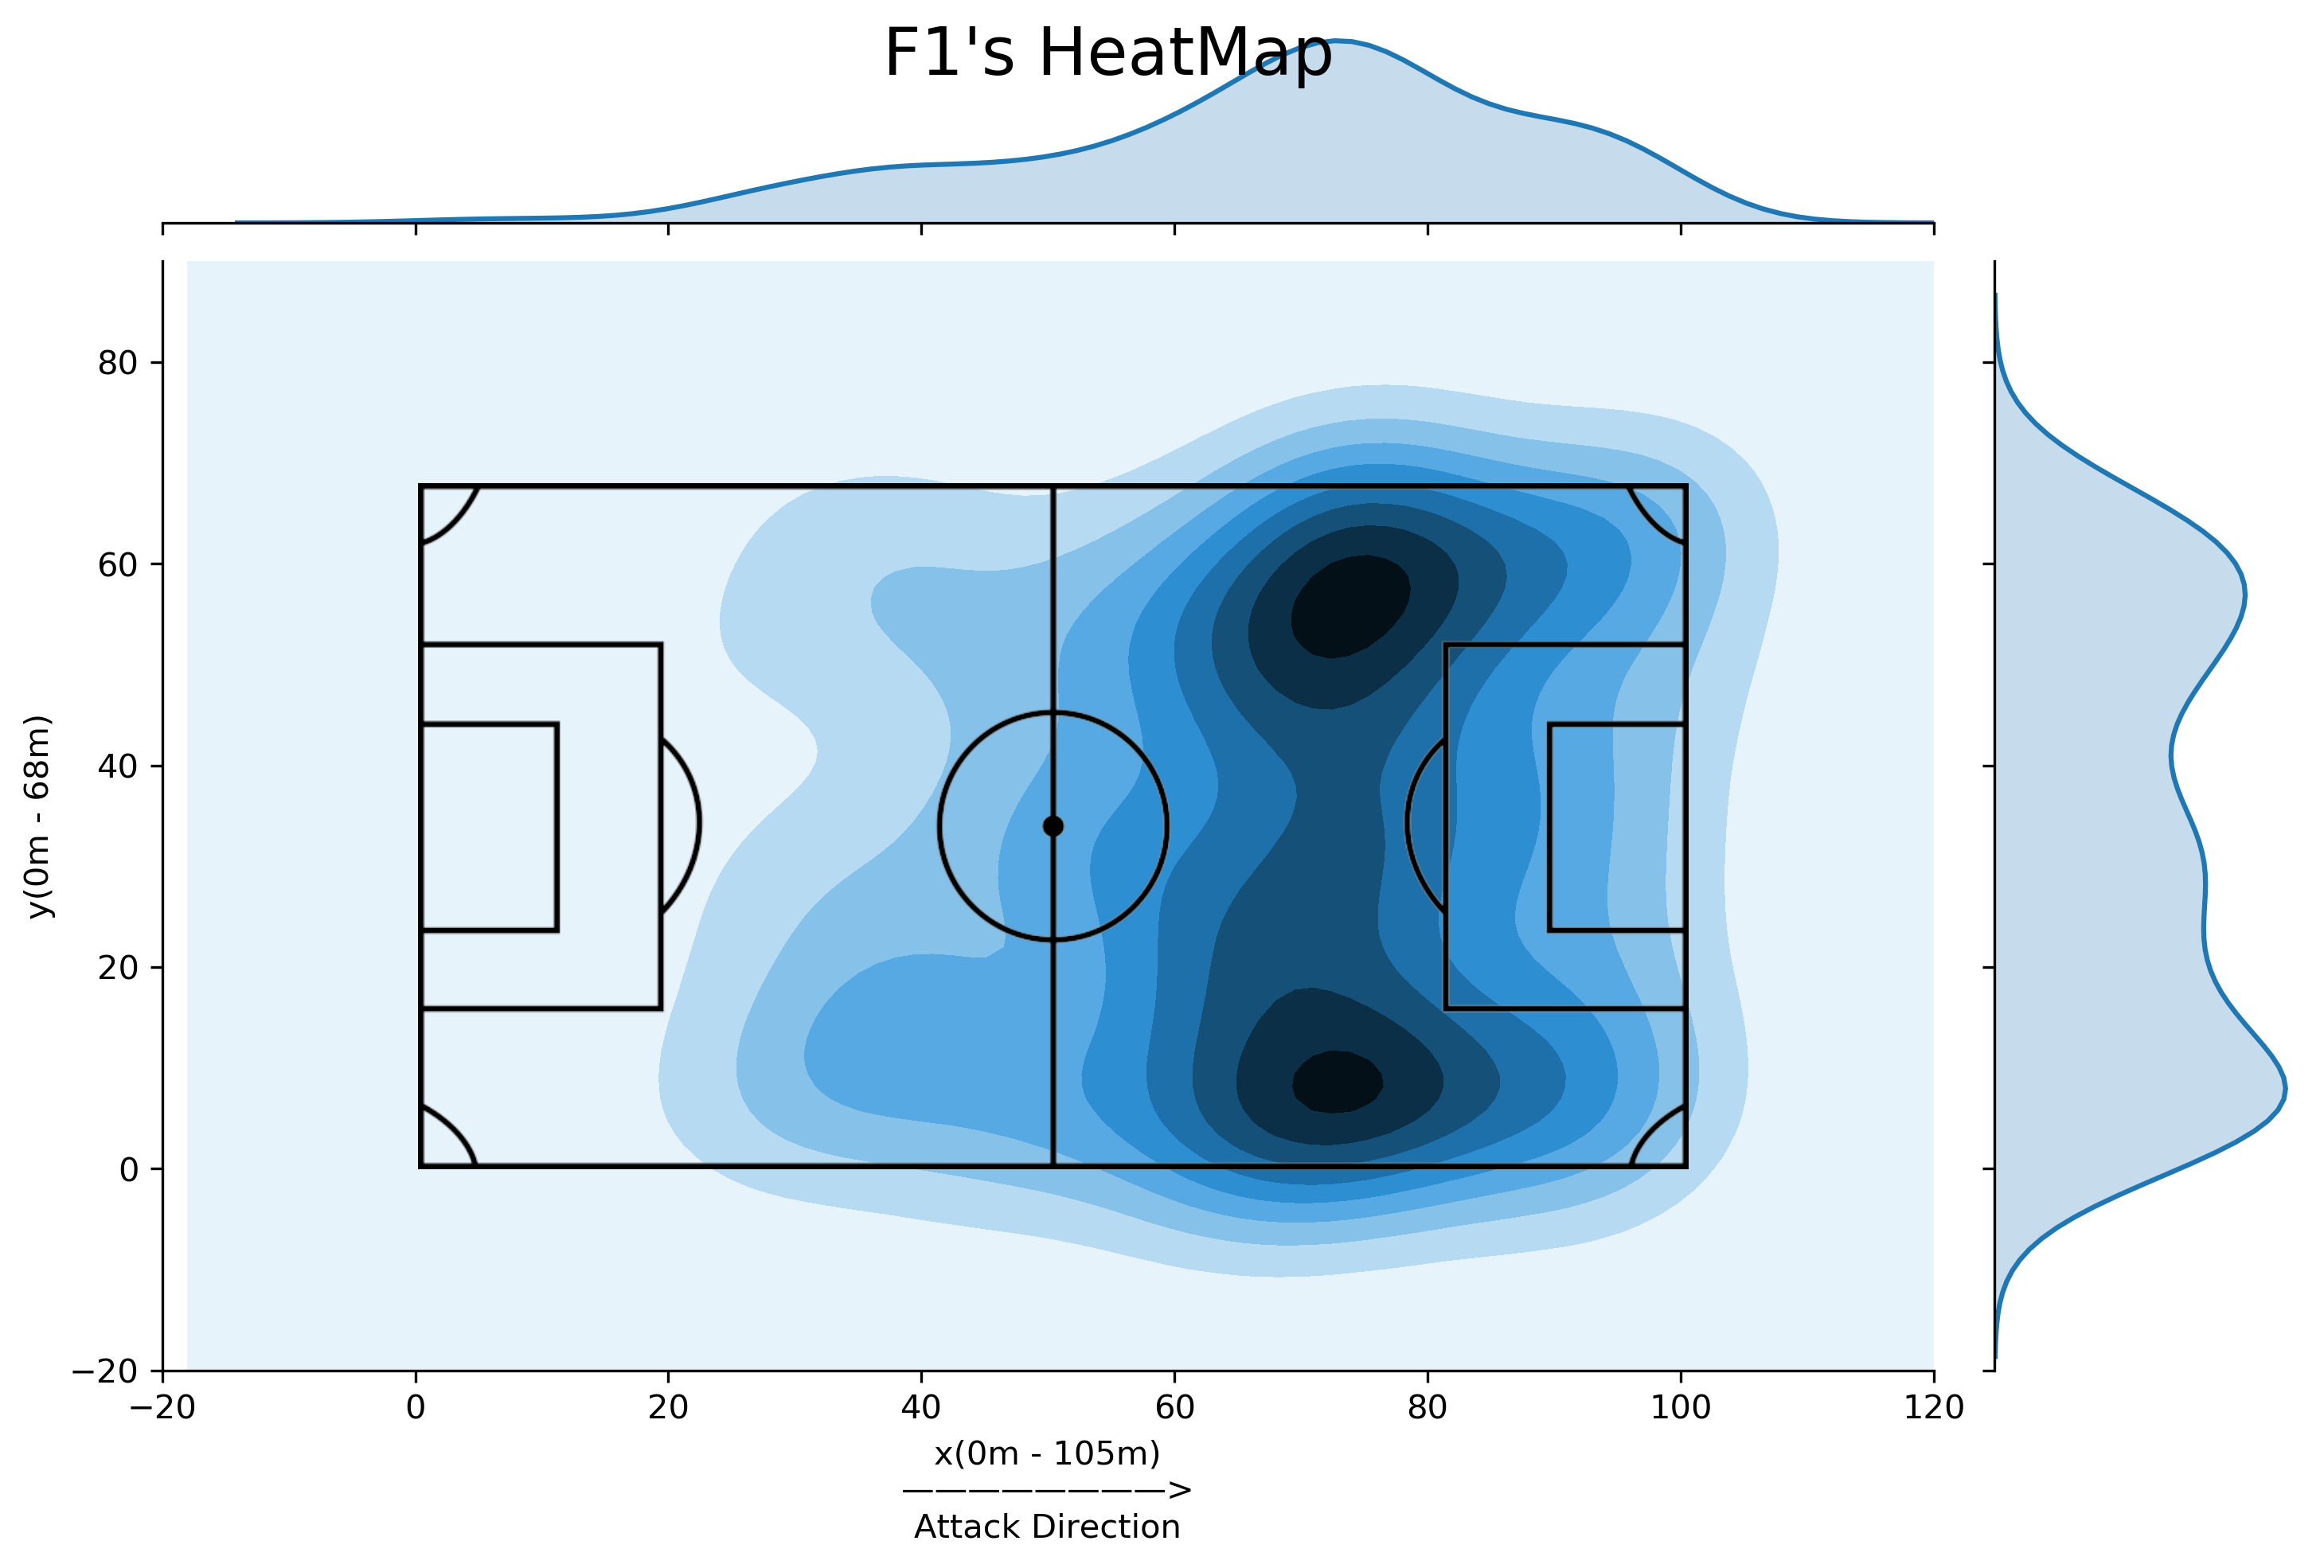 F1's HeatMap
80
60
40
20
0
−20
y(0m - 68m)
−20 0 20 40 60 80 100 120
x(0m - 105m)
————————>
Attack Direction